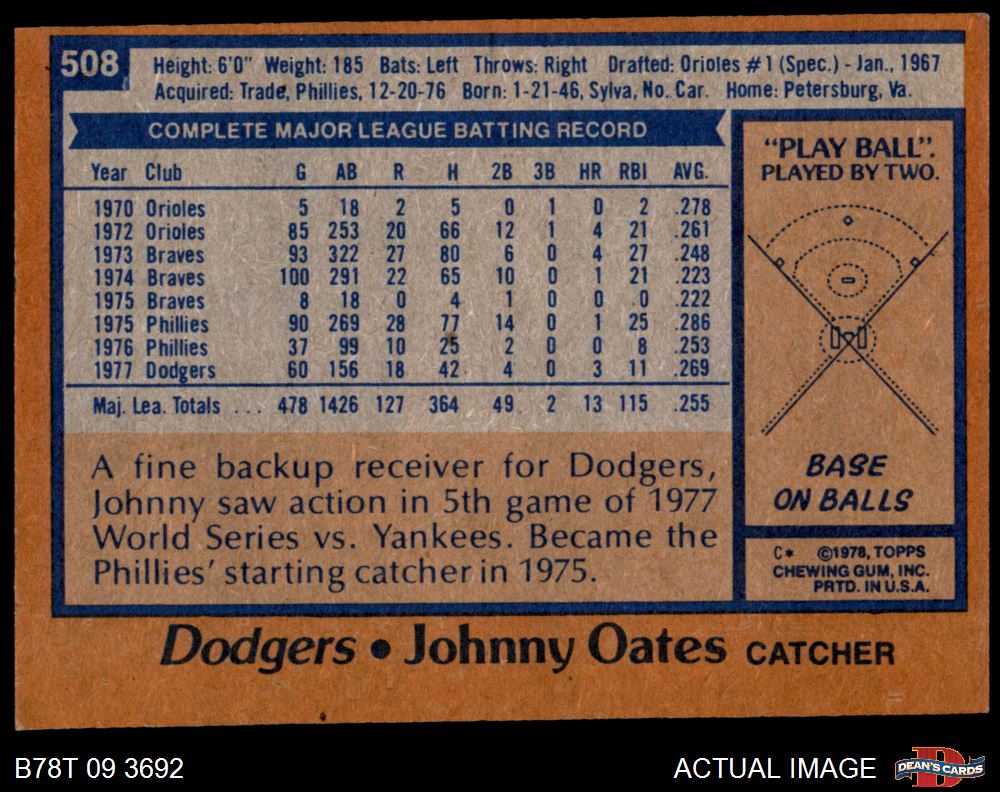 508
Height: 6'0" Weight: 185 Bats: Left Throws: Right Drafted: Orioles #1 (Spec.) - Jan., 1967
Acquired: Trade, Phillies, 12-20-76 Born: 1-21-46, Sylva, No. Car. Home: Petersburg, Va.
COMPLETE MAJOR LEAGUE BATTING RECORD
Year Club G AB R H 2B 3B HR RBI AVG.
1970 Orioles 5 18 2 5 0 1 0 2 .278
1972 Orioles 85 253 20 66 12 1 4 21 .261
1973 Braves 93 322 27 80 6 0 4 27 .248
1974 Braves 100 291 22 65 10 0 1 21 .223
1975 Braves 8 18 0 4 1 0 0 0 .222
1975 Phillies 90 269 28 77 14 0 1 25 .286
1976 Phillies 37 99 10 25 2 0 0 8 .253
1977 Dodgers 60 156 18 42 4 0 3 11 .269
Maj. Lea. Totals ... 478 1426 127 364 49 2 13 115 .255
A fine backup receiver for Dodgers,
Johnny saw action in 5th game of 1977
World Series vs. Yankees. Became the
Phillies' starting catcher in 1975.
"PLAY BALL".
PLAYED BY TWO.
BASE
ON BALLS
C* ©1978, TOPPS
CHEWING GUM, INC.
PRTD. IN U.S.A.
Dodgers • Johnny Oates CATCHER
B78T 09 3692
ACTUAL IMAGE
DEAN'S CARDS